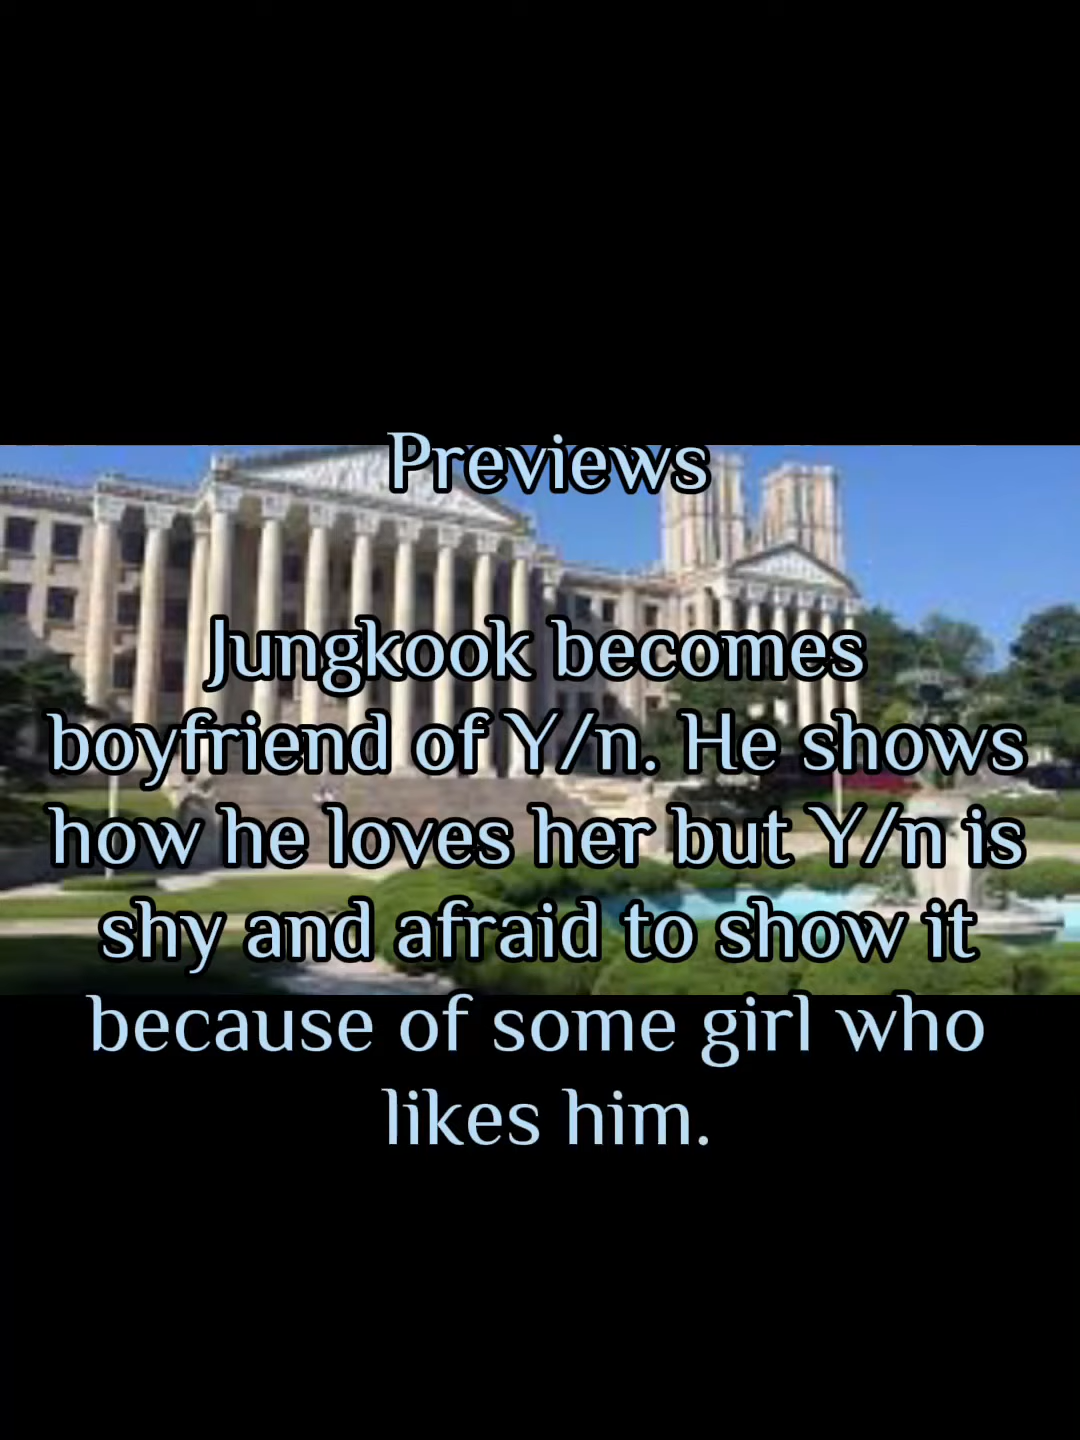 Previews
Jungkook becomes
boyfriend of Y/n. He shows
how he loves her but Y/n is
shy and afraid to show it
because of some girl who
likes him.